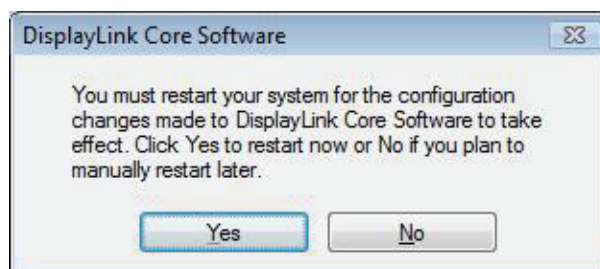 DisplayLink Core Software
You must restart your system for the configuration
changes made to DisplayLink Core Software to take
effect. Click Yes to restart now or No if you plan to
manually restart later.
Yes
No